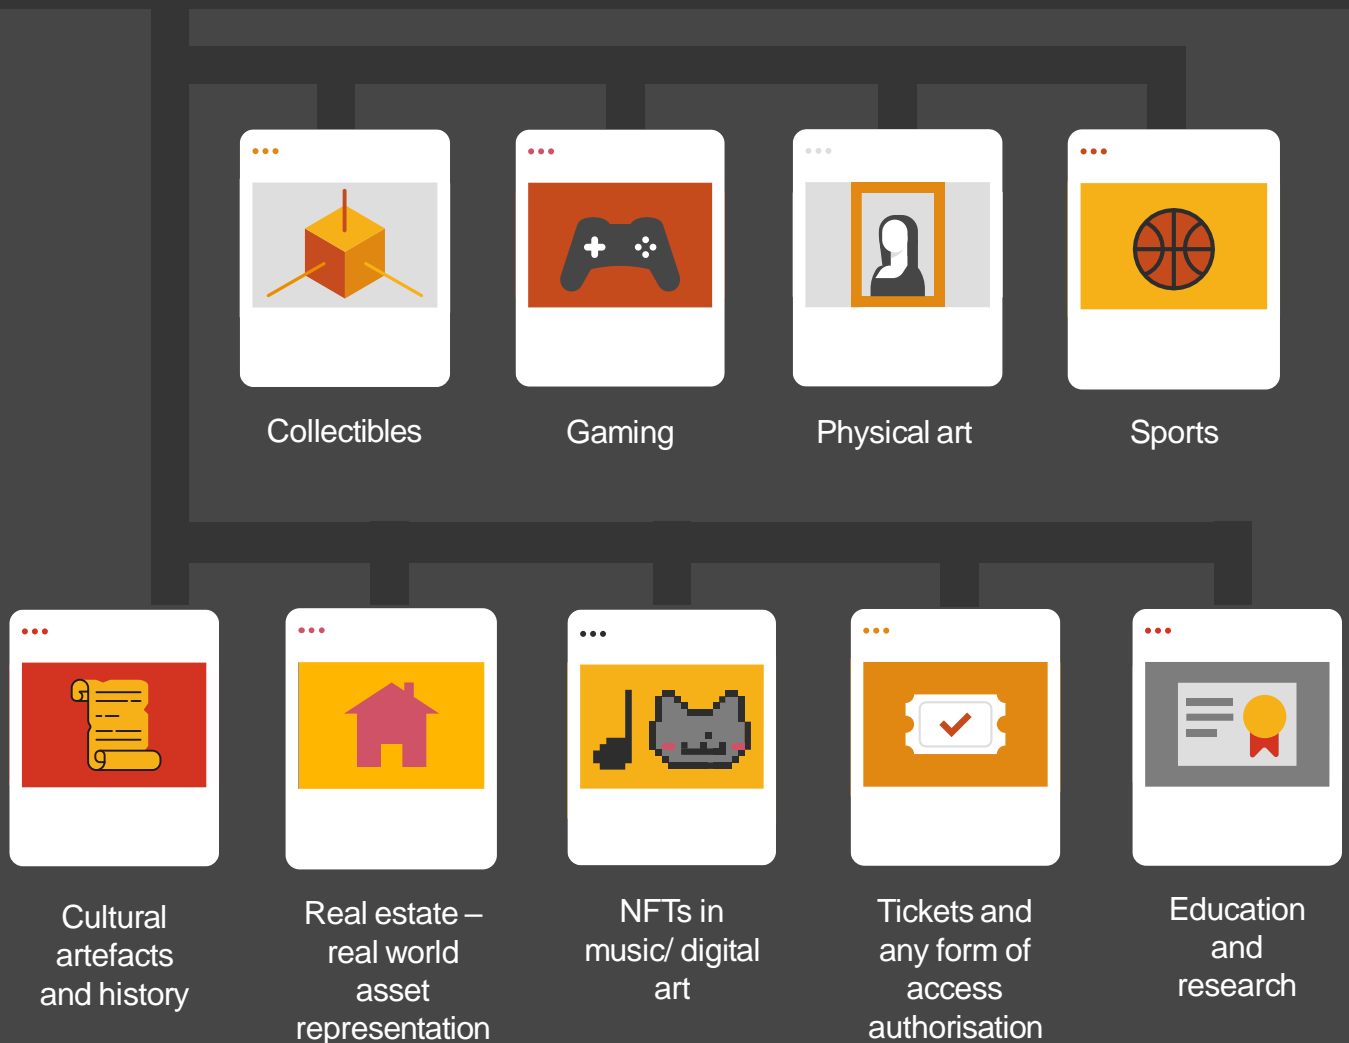 Collectibles
Gaming
Physical art
Sports
Cultural
artefacts
and history
Real estate –
real world
asset
representation
NFTs in
music/ digital
art
Tickets and
any form of
access
authorisation
Education
and
research